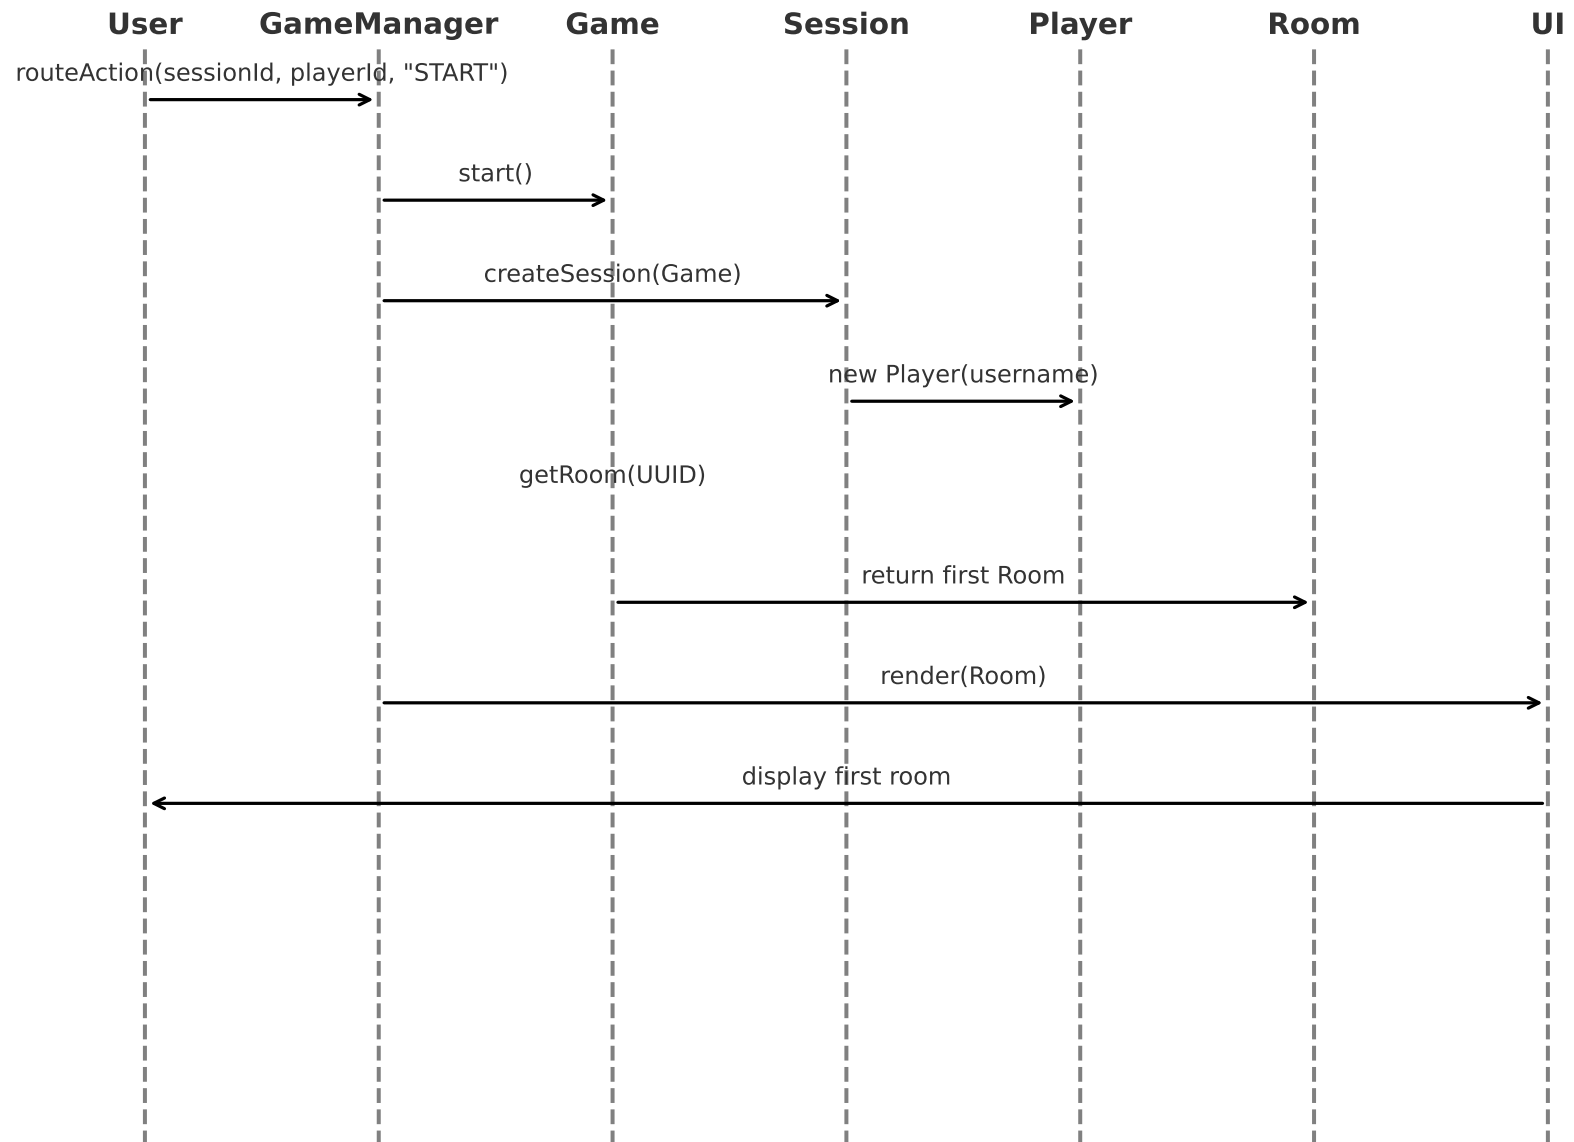 User GameManager Game Session Player Room UI
routeAction(sessionId, playerId, "START")
start()
createSession(Game)
new Player(username)
getRoom(UUID)
return first Room
render(Room)
display first room